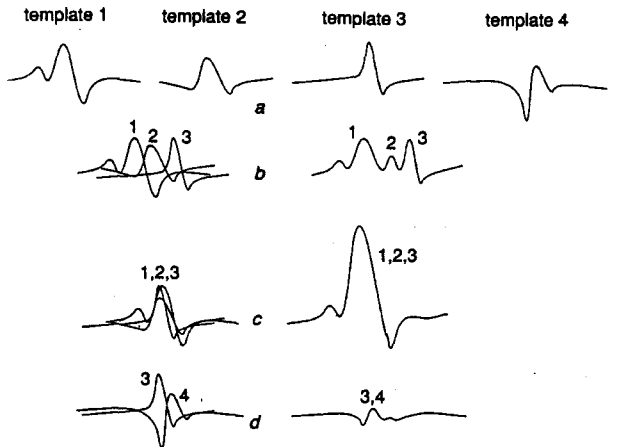 template 1
template 2
template 3
template 4
a
1
2
3
b
1
2
3
1,2,3
c
1,2,3
3
4
d
3,4